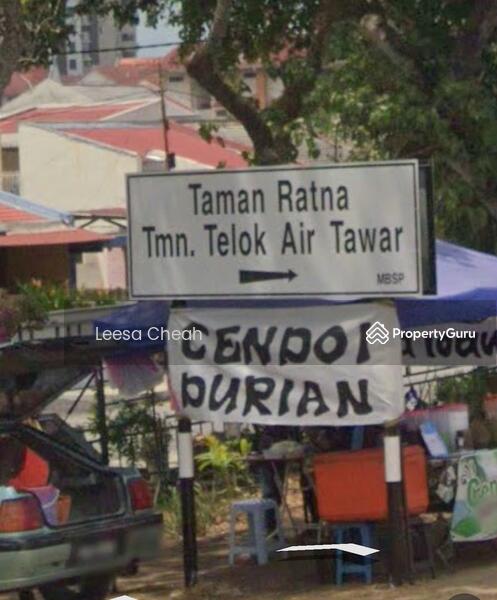 Taman Ratna
Tmn. Telok Air Tawar
MBSP
Leesa Cheah
PropertyGuru
CENDOL
DURIAN